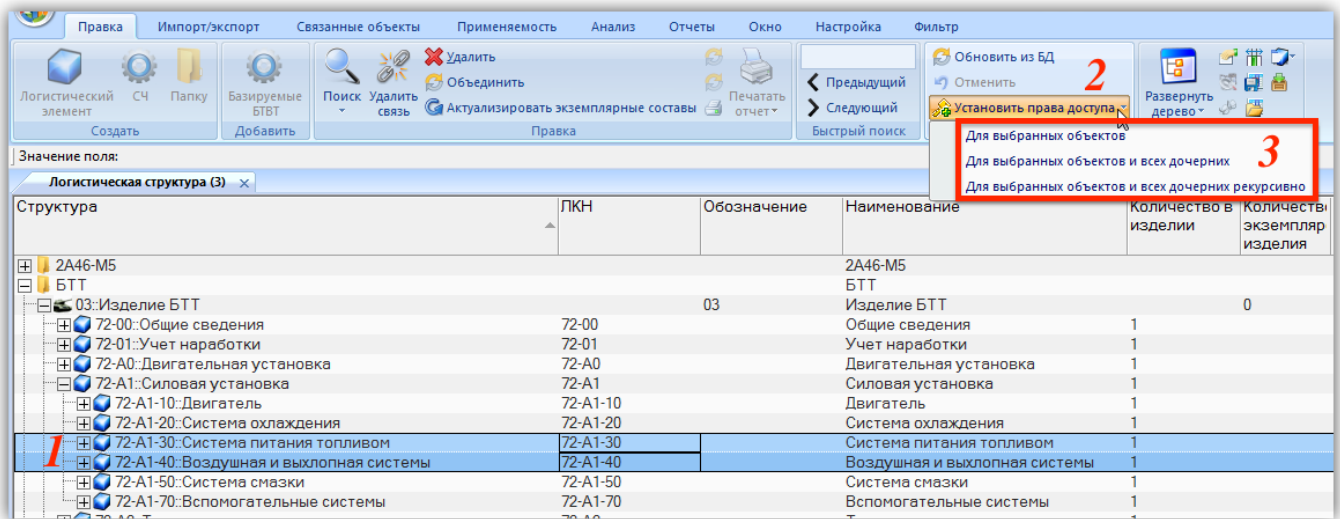 Правка Импорт/экспорт Связанные объекты Применяемость Анализ Отчеты Окно Настройка Фильтр
Логистический элемент СЧ Папку
Создать
Базируемые БТВТ
Добавить
Поиск Удалить связь
Удалить
Объединить
Актуализировать экземплярные составы
Печатать отчет
Правка
Предыдущий
Следующий
Быстрый поиск
Обновить из БД
Отменить
Установить права доступа
2
Развернуть дерево
Для выбранных объектов
Для выбранных объектов и всех дочерних
Для выбранных объектов и всех дочерних рекурсивно
3
Значение поля:
Логистическая структура (3)
Структура ЛКН Обозначение Наименование Количество в изделии
2А46-М5 2А46-М5
БТТ БТТ
03::Изделие БТТ 03 Изделие БТТ 0
72-00::Общие сведения 72-00 Общие сведения 1
72-01::Учет наработки 72-01 Учет наработки 1
72-А0::Двигательная установка 72-А0 Двигательная установка 1
72-А1::Силовая установка 72-А1 Силовая установка 1
72-А1-10::Двигатель 72-А1-10 Двигатель 1
72-А1-20::Система охлаждения 72-А1-20 Система охлаждения 1
1
72-А1-30::Система питания топливом 72-А1-30 Система питания топливом 1
72-А1-40::Воздушная и выхлопная системы 72-А1-40 Воздушная и выхлопная системы 1
72-А1-50::Система смазки 72-А1-50 Система смазки 1
72-А1-70::Вспомогательные системы 72-А1-70 Вспомогательные системы 1